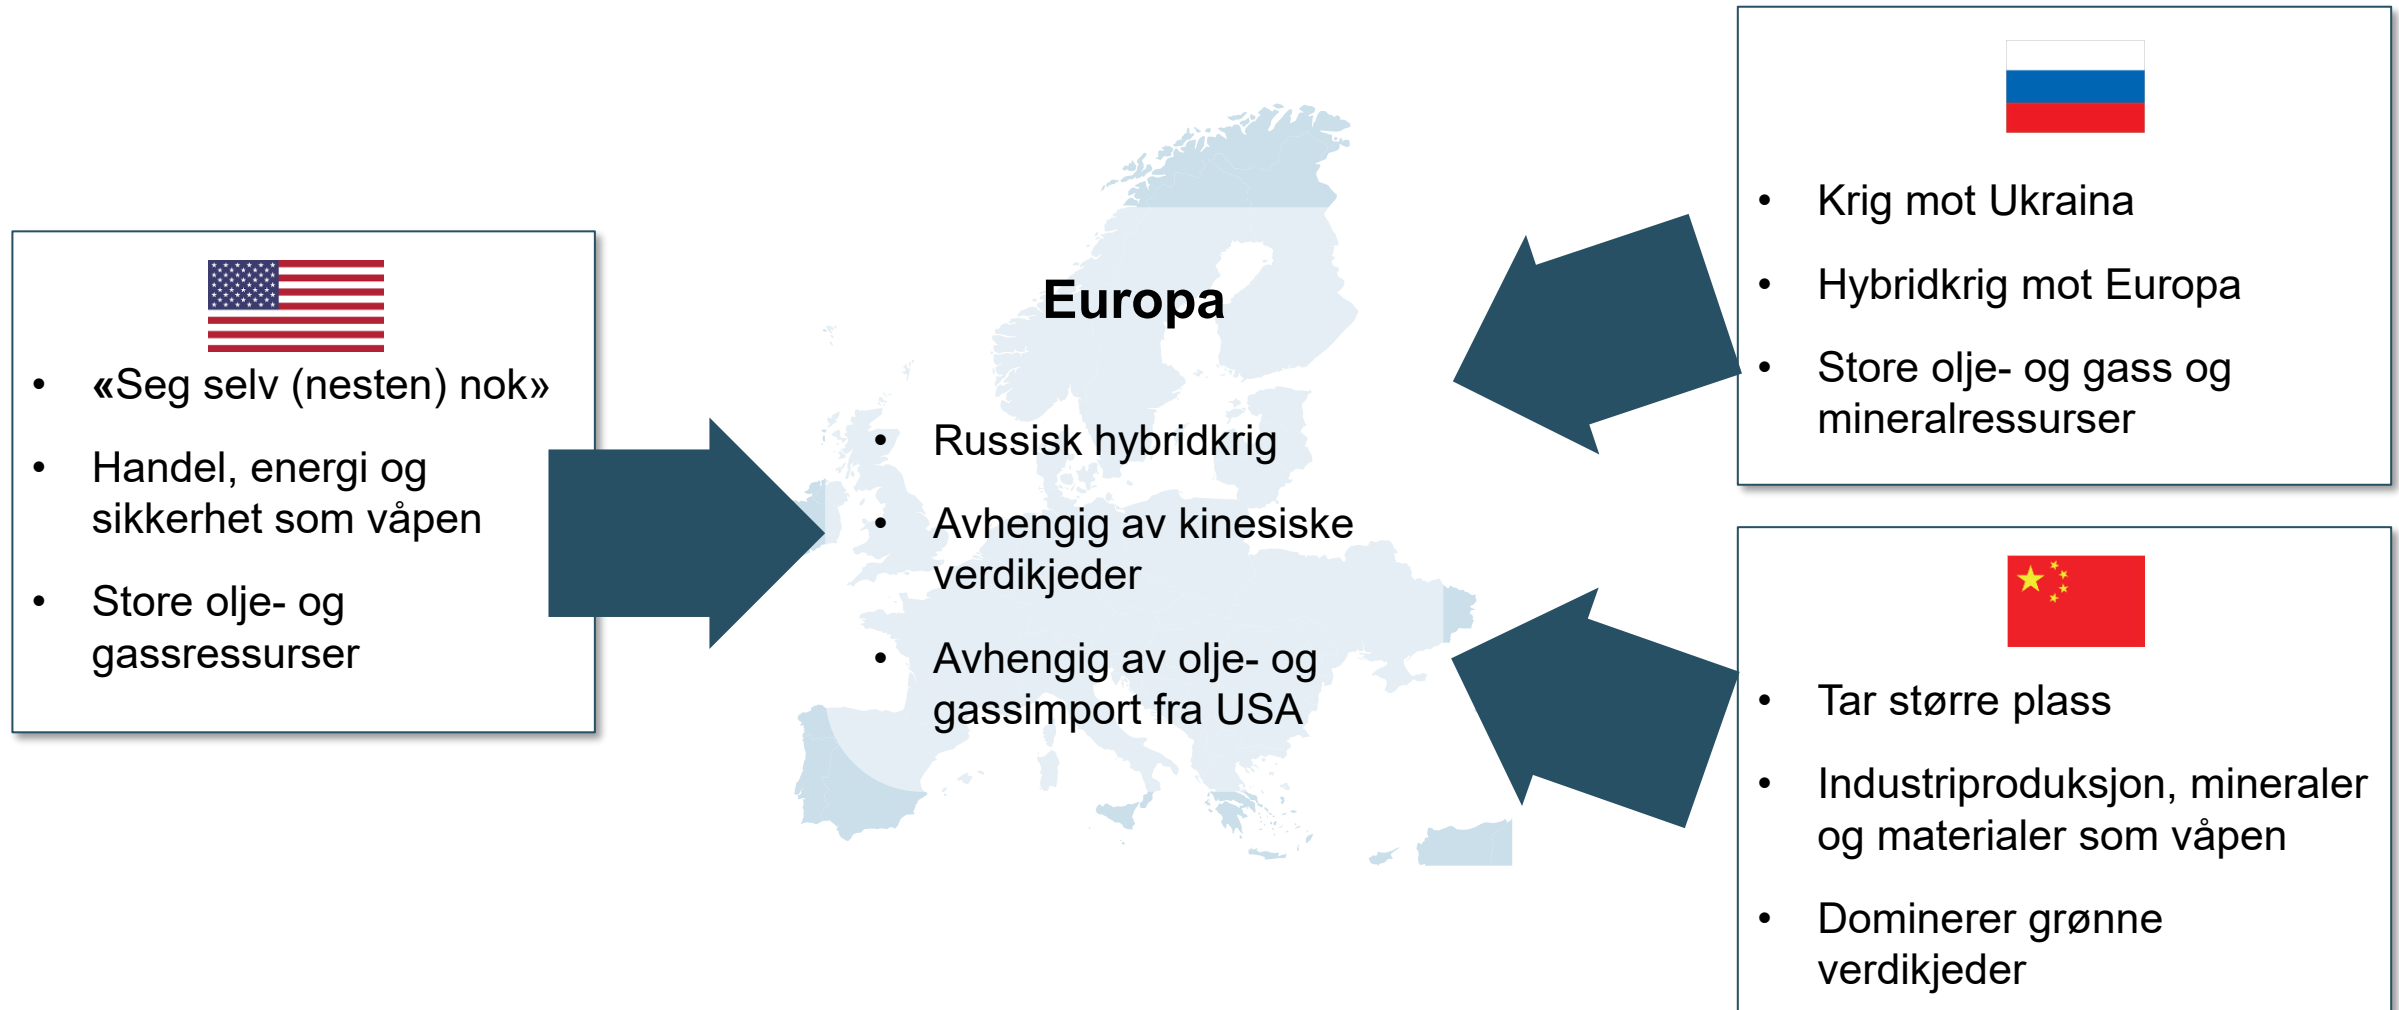 «Seg selv (nesten) nok»
Handel, energi og
sikkerhet som våpen
Store olje- og
gassressurser
Europa
Russisk hybridkrig
Avhengig av kinesiske
verdikjeder
Avhengig av olje- og
gassimport fra USA
Krig mot Ukraina
Hybridkrig mot Europa
Store olje- og gass og
mineralressurser
Tar større plass
Industriproduksjon, mineraler
og materialer som våpen
Dominerer grønne
verdikjeder